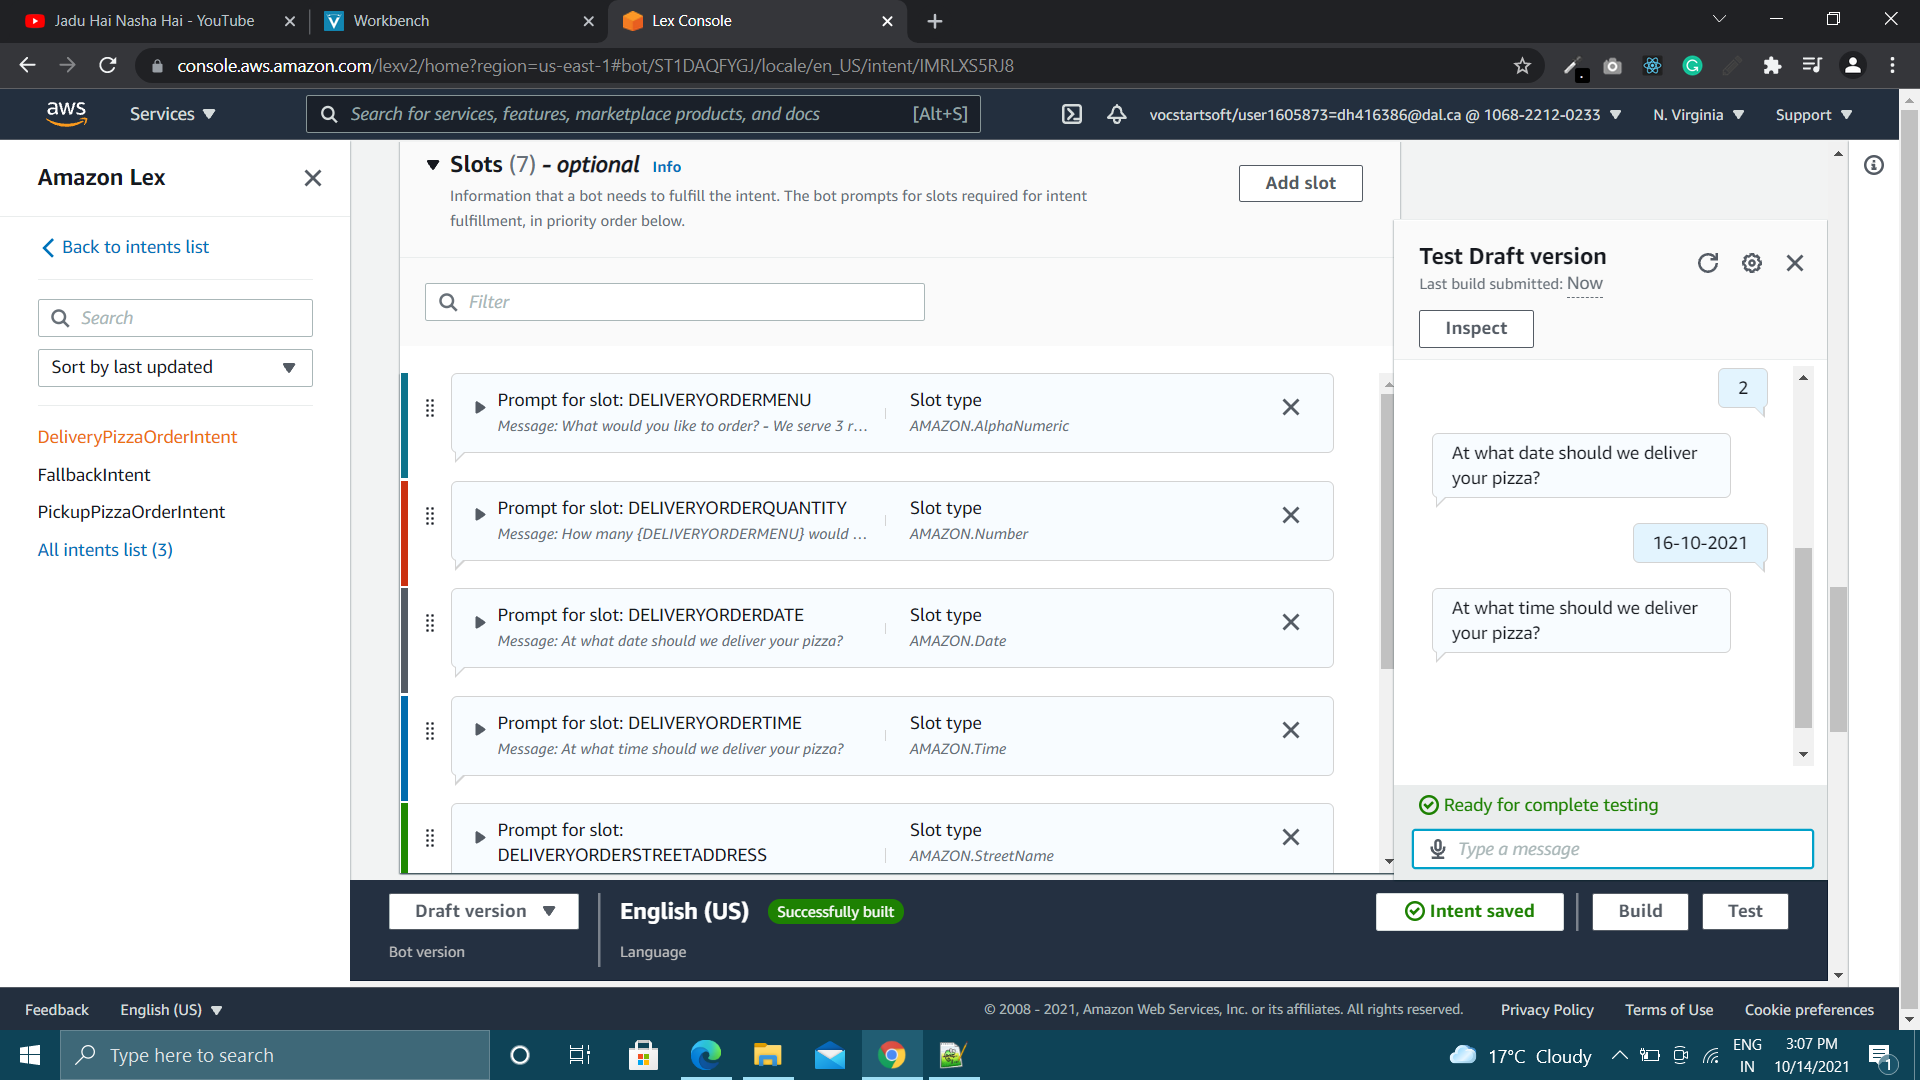 Jadu Hai Nasha Hai - YouTube
Workbench
Lex Console
console.aws.amazon.com/lexv2/home?region=us-east-1#bot/ST1DAQFYGJ/locale/en_US/intent/IMRLXS5RJ8
aws
Services
Search for services, features, marketplace products, and docs
[Alt+S]
vocstartsoft/user1605873=dh416386@dal.ca @ 1068-2212-0233
N. Virginia
Support
Amazon Lex
Back to intents list
Search
Sort by last updated
DeliveryPizzaOrderIntent
FallbackIntent
PickupPizzaOrderIntent
All intents list (3)
Slots (7) - optional Info
Information that a bot needs to fulfill the intent. The bot prompts for slots required for intent
fulfillment, in priority order below.
Add slot
Filter
Prompt for slot: DELIVERYORDERMENU
Message: What would you like to order? - We serve 3 r...
Slot type
AMAZON.AlphaNumeric
Prompt for slot: DELIVERYORDERQUANTITY
Message: How many {DELIVERYORDERMENU} would ...
Slot type
AMAZON.Number
Prompt for slot: DELIVERYORDERDATE
Message: At what date should we deliver your pizza?
Slot type
AMAZON.Date
Prompt for slot: DELIVERYORDERTIME
Message: At what time should we deliver your pizza?
Slot type
AMAZON.Time
Prompt for slot:
DELIVERYORDERSTREETADDRESS
Slot type
AMAZON.StreetName
Test Draft version
Last build submitted: Now
Inspect
2
At what date should we deliver
your pizza?
16-10-2021
At what time should we deliver
your pizza?
Ready for complete testing
Type a message
Draft version
Bot version
English (US)
Successfully built
Language
Intent saved
Build
Test
Feedback
English (US)
© 2008 - 2021, Amazon Web Services, Inc. or its affiliates. All rights reserved.
Privacy Policy
Terms of Use
Cookie preferences
Type here to search
17°C Cloudy
ENG
IN
3:07 PM
10/14/2021
1